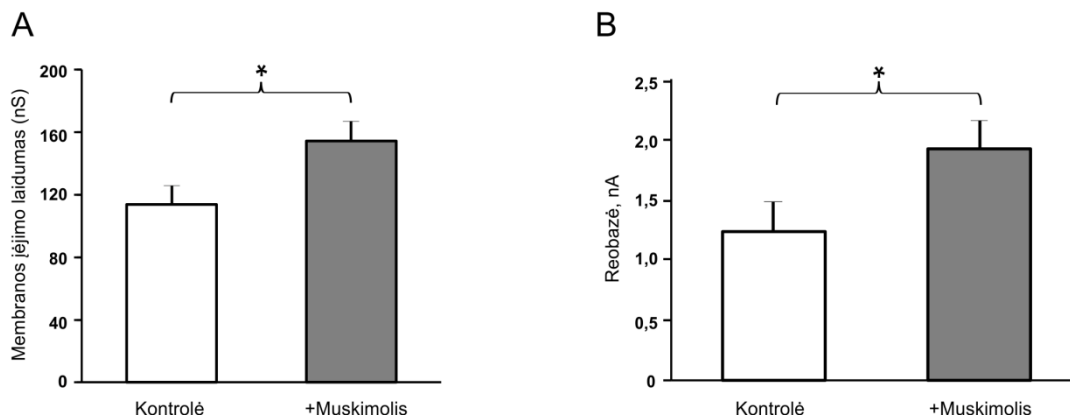 A
Membranos įėjimo laidumas (nS)
200
160
120
80
40
0
*
Kontrolė
+Muskimolis
B
Reobazė, nA
2,5
2,0
1,5
1,0
0,5
0
*
Kontrolė
+Muskimolis